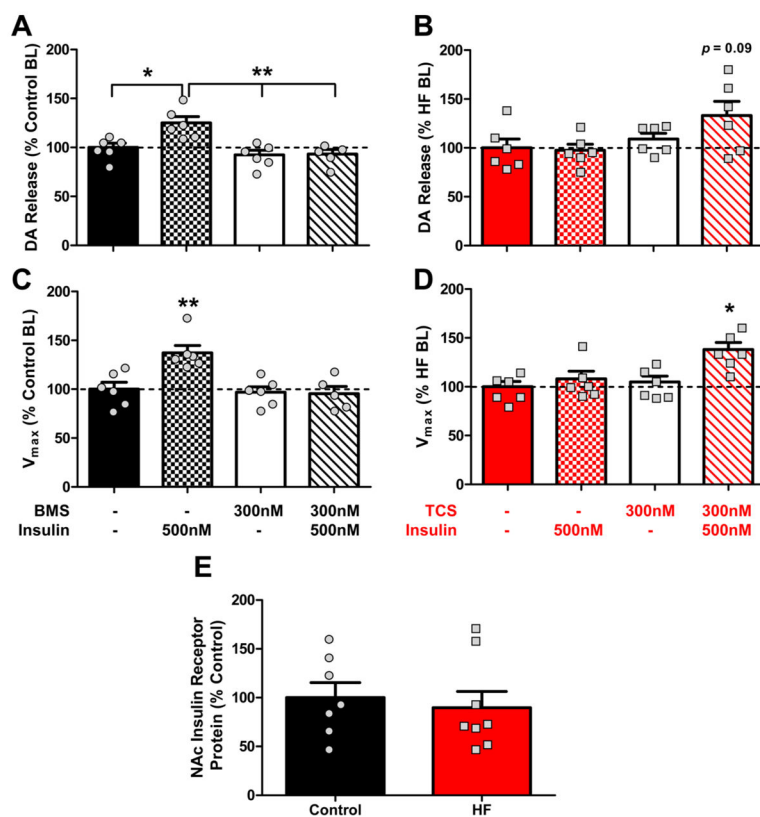 A
B
DA Release (% Control BL)
200
150
100
50
0
*
**
DA Release (% HF BL)
200
150
100
50
0
p = 0.09
C
D
Vmax (% Control BL)
200
150
100
50
0
**
Vmax (% HF BL)
200
150
100
50
0
*
BMS - - 300nM 300nM
Insulin - 500nM - 500nM
TCS - - 300nM 300nM
Insulin - 500nM - 500nM
E
NAc Insulin Receptor
Protein (% Control)
200
150
100
50
0
Control HF